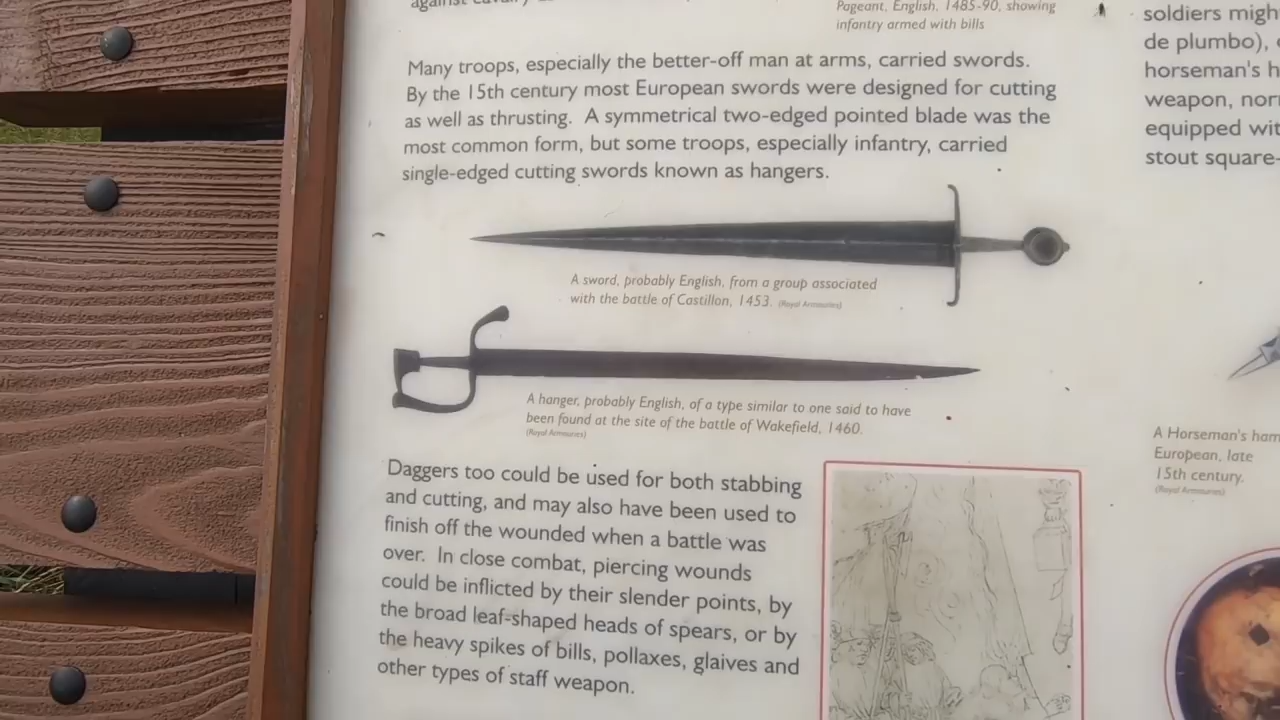 against cavalry
Pageant, English, 1485-90, showing
infantry armed with bills
Many troops, especially the better-off man at arms, carried swords.
By the 15th century most European swords were designed for cutting
as well as thrusting. A symmetrical two-edged pointed blade was the
most common form, but some troops, especially infantry, carried
single-edged cutting swords known as hangers.
A sword, probably English, from a group associated
with the battle of Castillon, 1453. (Royal Armouries)
A hanger, probably English, of a type similar to one said to have
been found at the site of the battle of Wakefield, 1460.
(Royal Armouries)
Daggers too could be used for both stabbing
and cutting, and may also have been used to
finish off the wounded when a battle was
over. In close combat, piercing wounds
could be inflicted by their slender points, by
the broad leaf-shaped heads of spears, or by
the heavy spikes of bills, pollaxes, glaives and
other types of staff weapon.
soldiers migh
de plumbo),
horseman's h
weapon, nor
equipped wit
stout square-
A Horseman's ham
European, late
15th century.
(Royal Armouries)